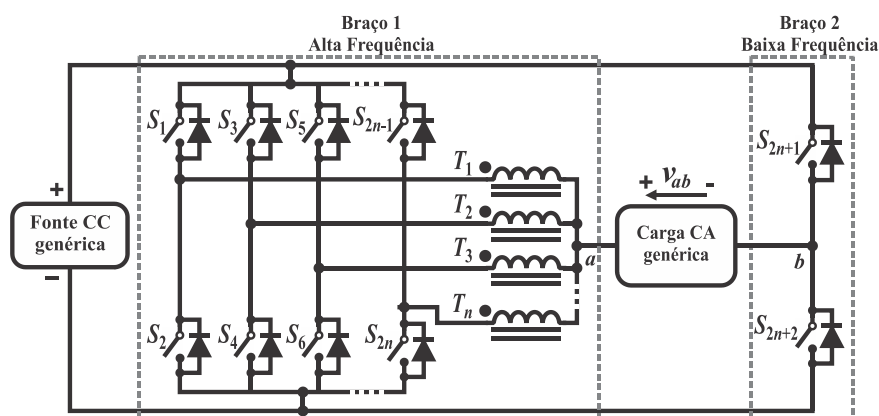 Braço 1
Alta Frequência
Braço 2
Baixa Frequência
S1 S3 S5 S2n-1
S2n+1
T1
T2
T3
Tn
+ vab -
+
Fonte CC
genérica
−
a
Carga CA
genérica
b
S2 S4 S6 S2n
S2n+2